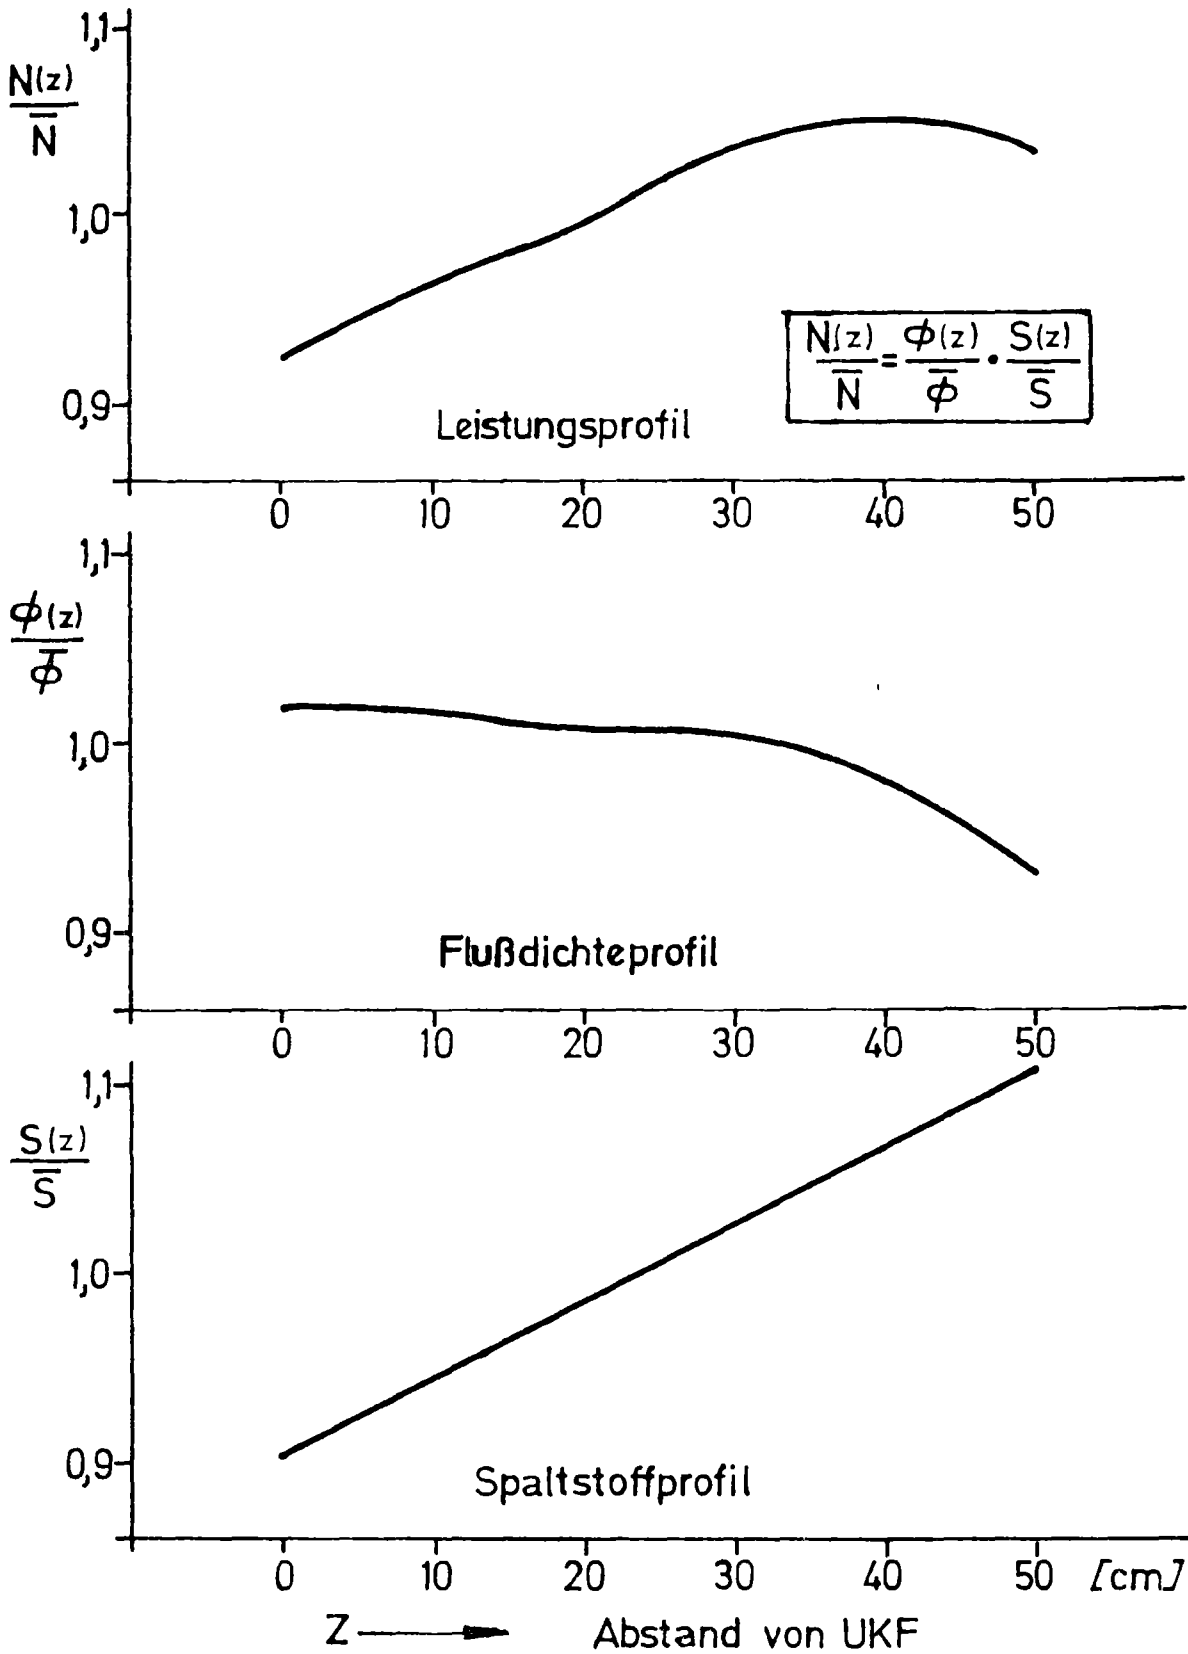 1,1
N(z)
N̅
1,0
N(z) = ϕ(z) · S(z)
N̅ ϕ̅ S̅
0,9
Leistungsprofil
0 10 20 30 40 50
1,1
ϕ(z)
ϕ̅
1,0
0,9
Flußdichteprofil
0 10 20 30 40 50
1,1
S(z)
S̅
1,0
0,9
Spaltstoffprofil
0 10 20 30 40 50 [cm]
Z Abstand von UKF